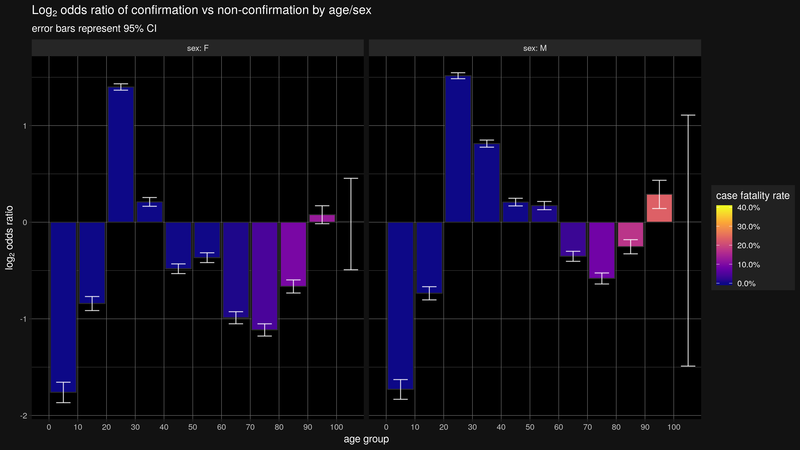 Log₂ odds ratio of confirmation vs non-confirmation by age/sex
error bars represent 95% CI
sex: F
sex: M
log₂ odds ratio
1
0
-1
-2
0 10 20 30 40 50 60 70 80 90 100
0 10 20 30 40 50 60 70 80 90 100
age group
case fatality rate
40.0%
30.0%
20.0%
10.0%
0.0%